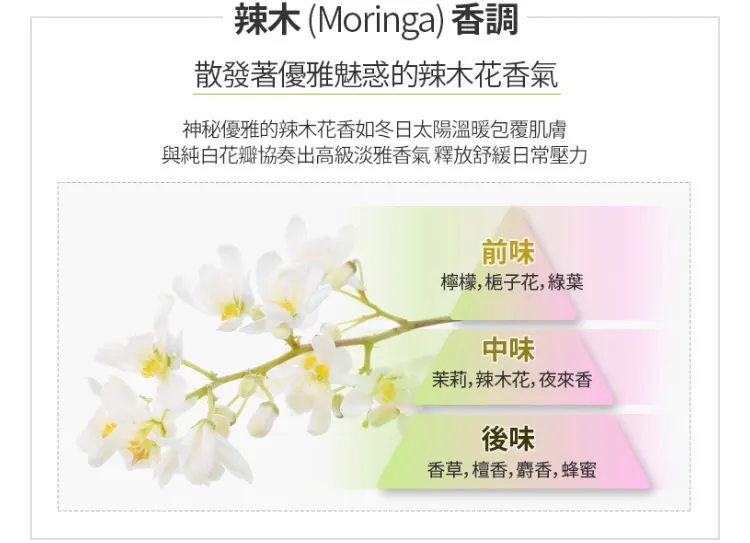 辣木 (Moringa) 香調
散發著優雅魅惑的辣木花香氣
神秘優雅的辣木花香如冬日太陽溫暖包覆肌膚
與純白花瓣協奏出高級淡雅香氣 釋放舒緩日常壓力
前味
檸檬, 梔子花, 綠葉
中味
茉莉, 辣木花, 夜來香
後味
香草, 檀香, 麝香, 蜂蜜